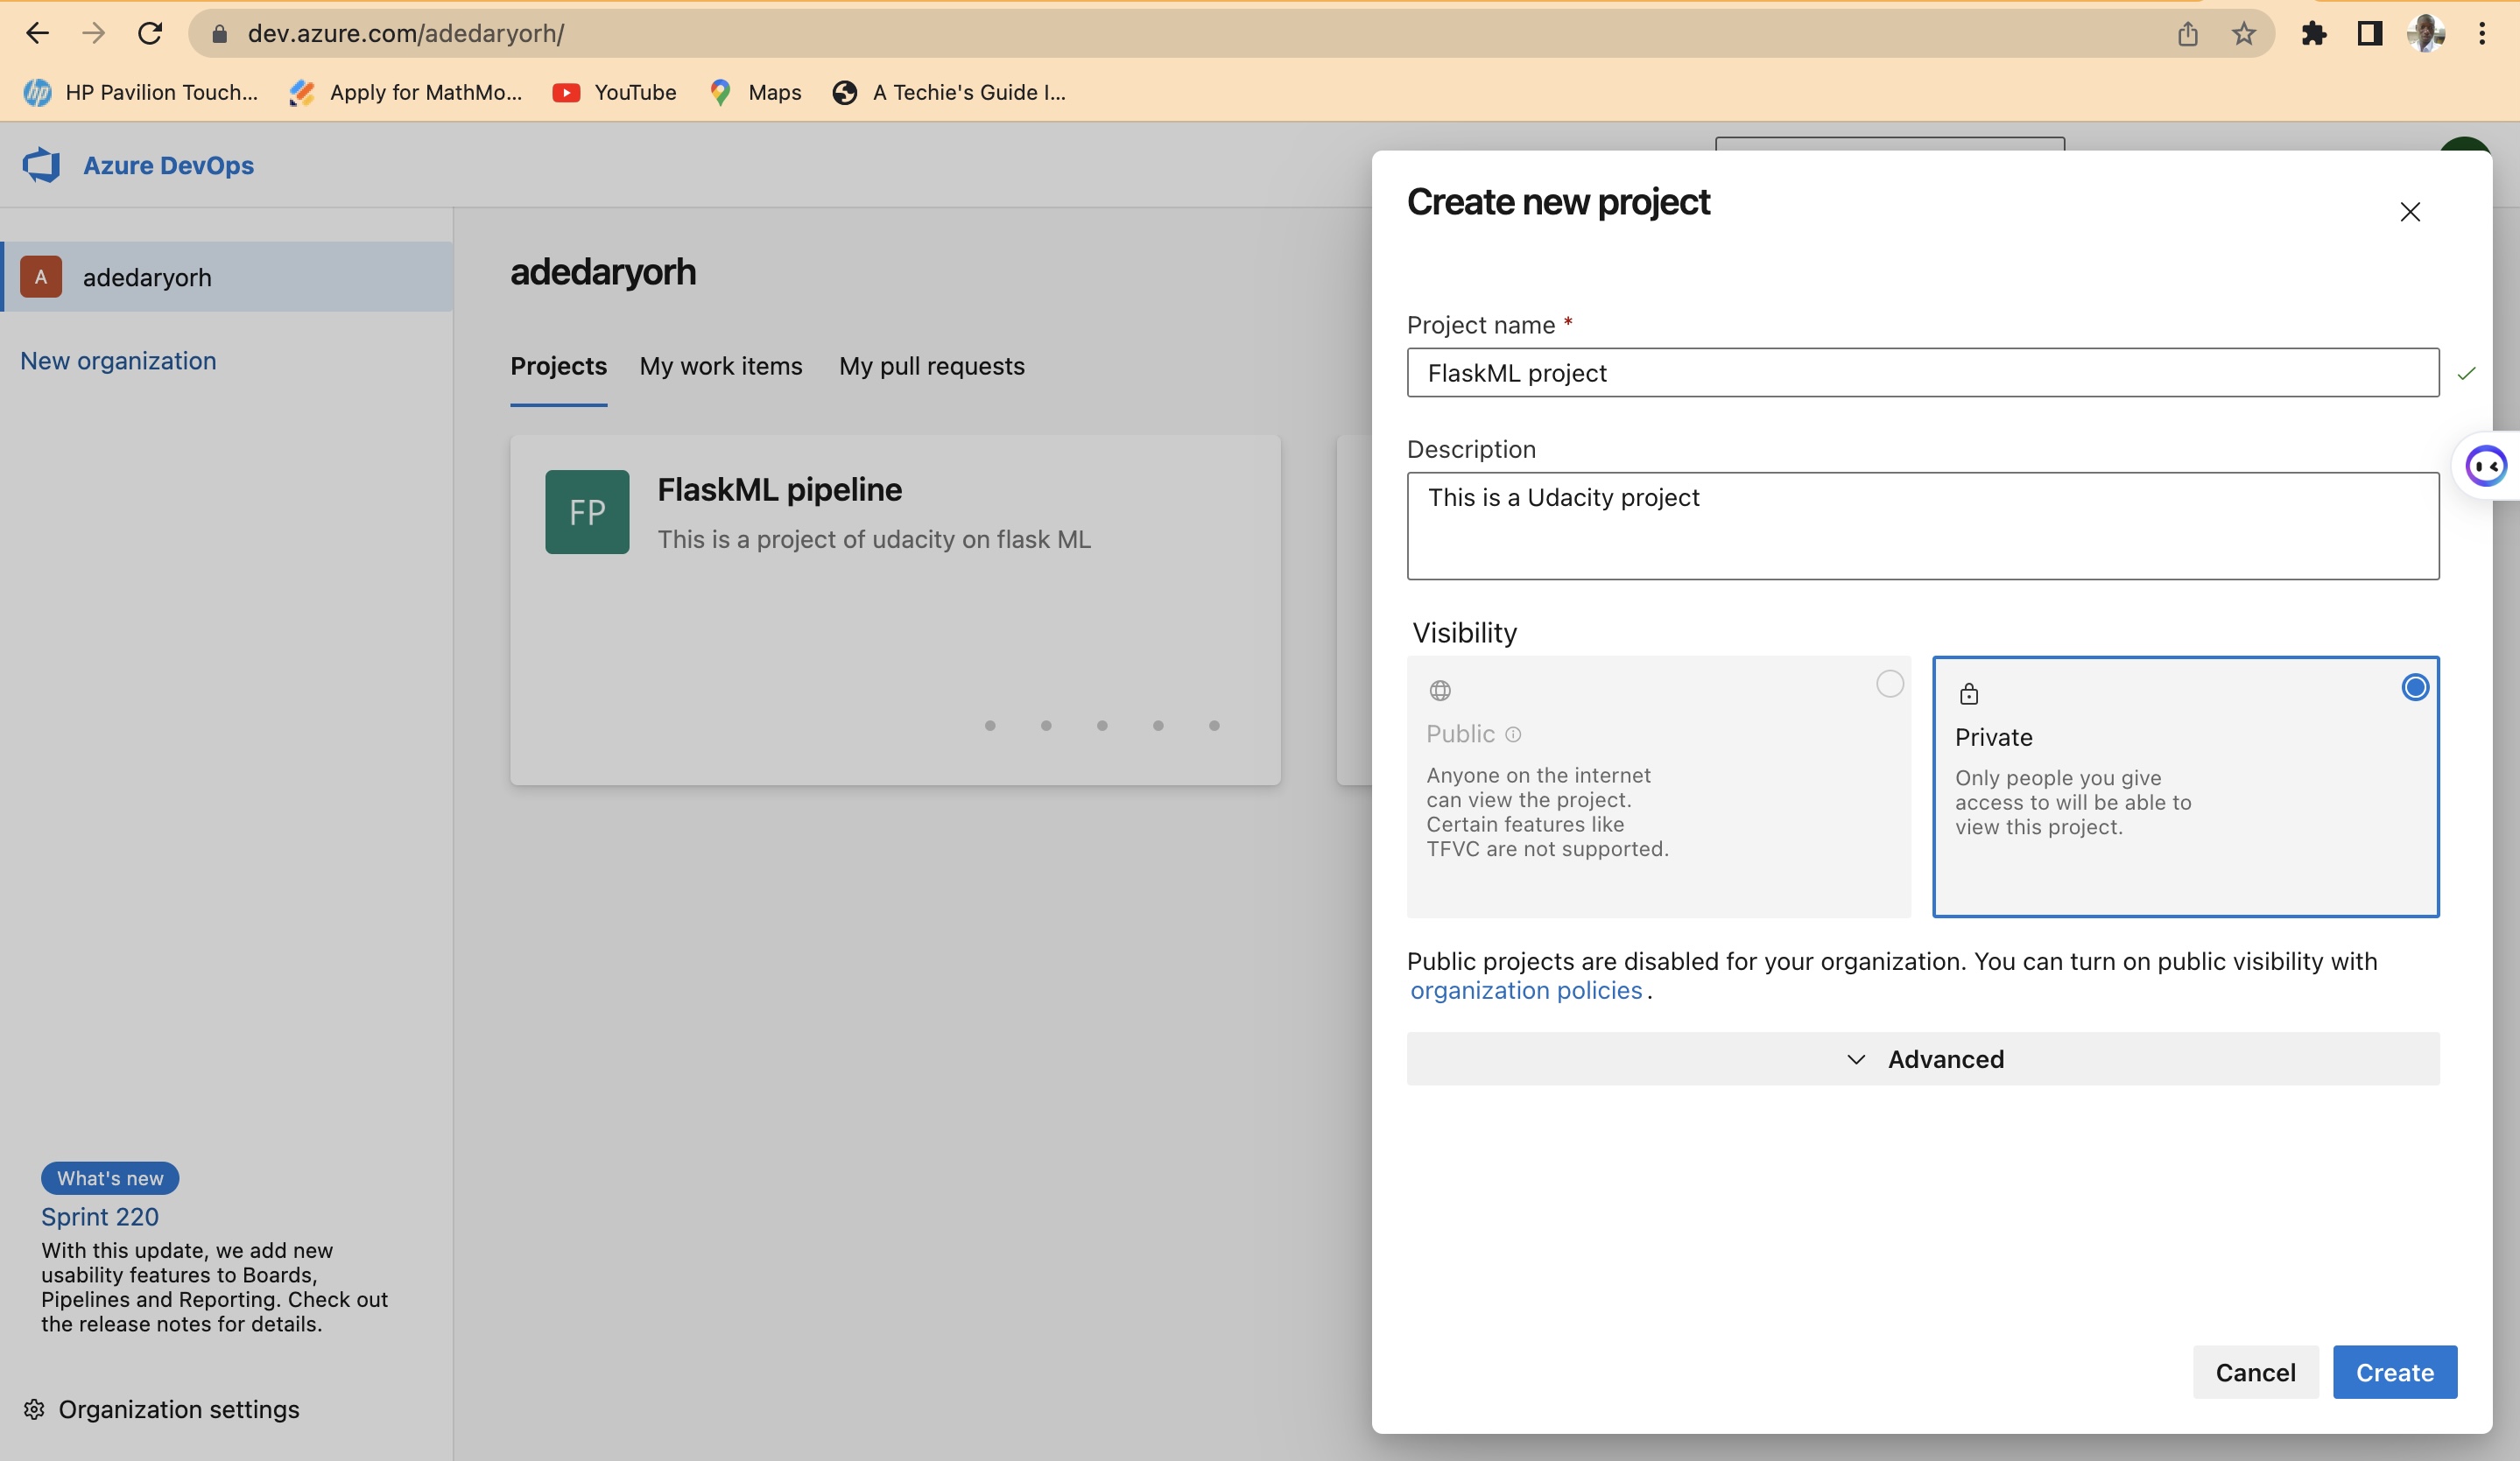 dev.azure.com/adedaryorh/
HP Pavilion Touch...
Apply for MathMo...
YouTube
Maps
A Techie's Guide I...
Azure DevOps
A
adedaryorh
New organization
adedaryorh
Projects
My work items
My pull requests
FP
FlaskML pipeline
This is a project of udacity on flask ML
What's new
Sprint 220
With this update, we add new
usability features to Boards,
Pipelines and Reporting. Check out
the release notes for details.
Organization settings
Create new project
Project name *
FlaskML project
Description
This is a Udacity project
Visibility
Public
Anyone on the internet
can view the project.
Certain features like
TFVC are not supported.
Private
Only people you give
access to will be able to
view this project.
Public projects are disabled for your organization. You can turn on public visibility with
organization policies.
Advanced
Cancel
Create